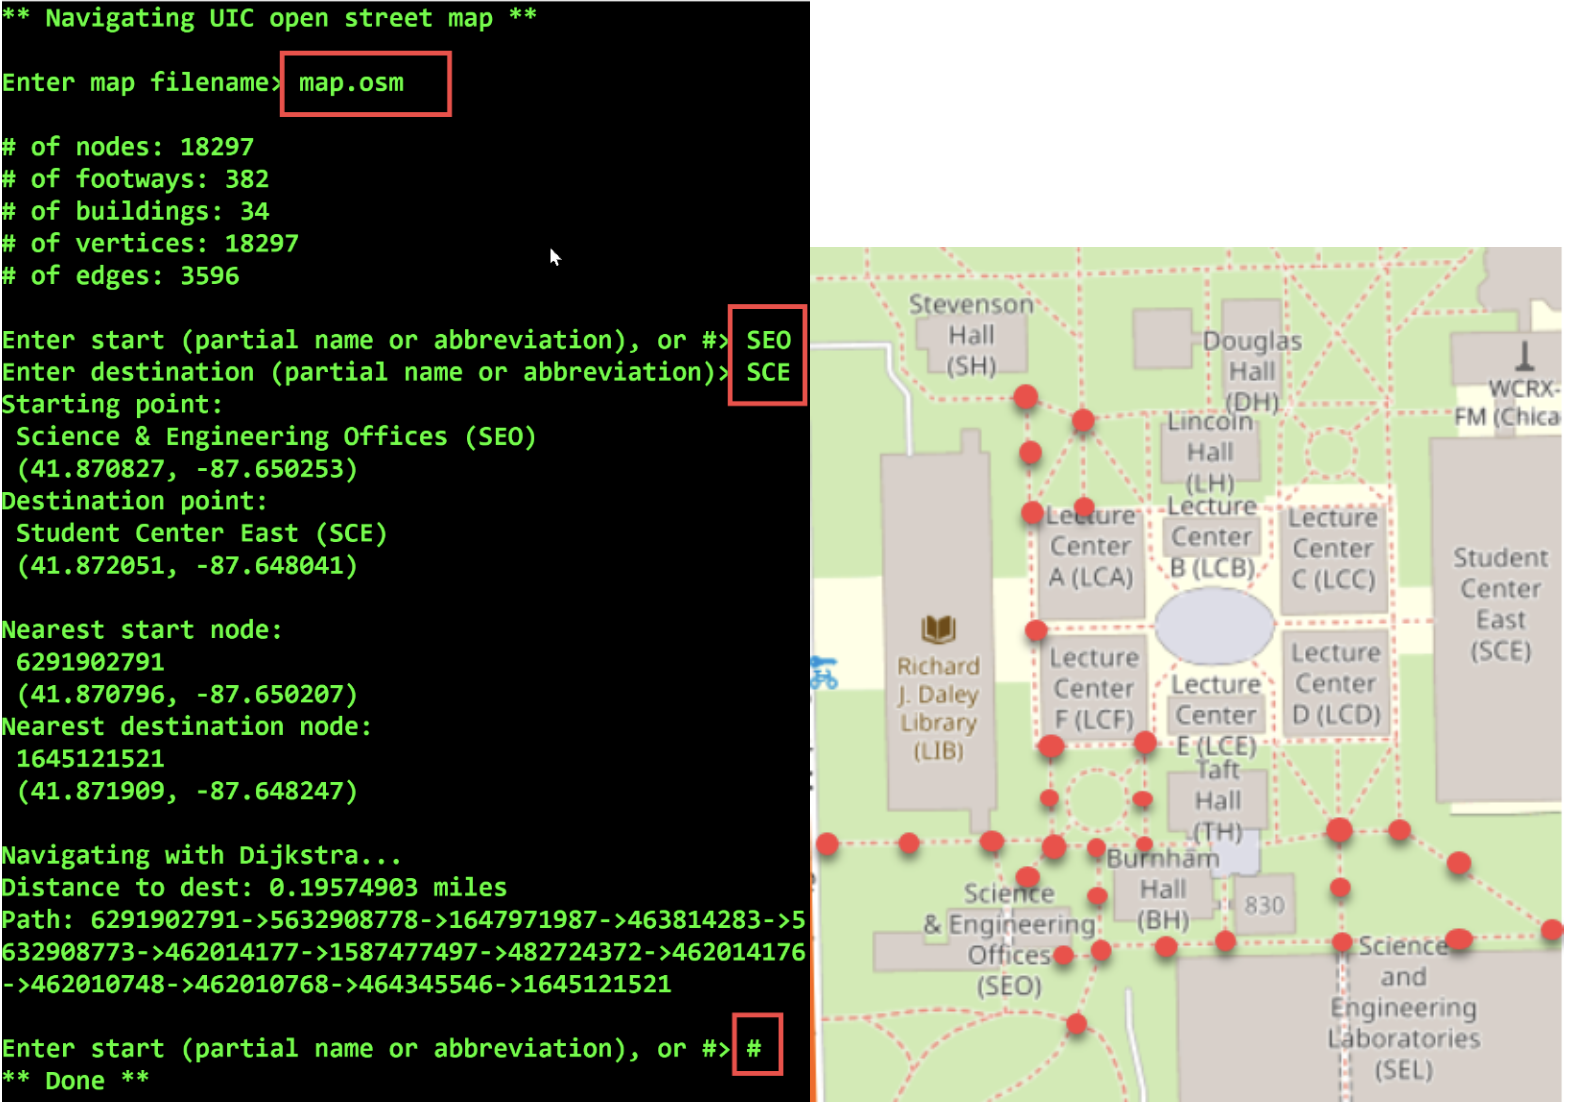 ** Navigating UIC open street map **
Enter map filename> map.osm
# of nodes: 18297
# of footways: 382
# of buildings: 34
# of vertices: 18297
# of edges: 3596
Enter start (partial name or abbreviation), or #> SEO
Enter destination (partial name or abbreviation)> SCE
Starting point:
Science & Engineering Offices (SEO)
(41.870827, -87.650253)
Destination point:
Student Center East (SCE)
(41.872051, -87.648041)
Nearest start node:
6291902791
(41.870796, -87.650207)
Nearest destination node:
1645121521
(41.871909, -87.648247)
Navigating with Dijkstra...
Distance to dest: 0.19574903 miles
Path: 6291902791->5632908778->1647971987->463814283->5
632908773->462014177->1587477497->482724372->462014176
->462010748->462010768->464345546->1645121521
Enter start (partial name or abbreviation), or #> #
** Done **
Stevenson
Hall
(SH)
Douglas
Hall
(DH)
WCRX-
FM (Chica
Lincoln
Hall
(LH)
Lecture
Center
A (LCA)
Lecture
Center
B (LCB)
Lecture
Center
C (LCC)
Student
Center
East
(SCE)
Richard
J. Daley
Library
(LIB)
Lecture
Center
F (LCF)
Lecture
Center
E (LCE)
Lecture
Center
D (LCD)
Taft
Hall
(TH)
Burnham
Hall
(BH)
830
Science
& Engineering
Offices
(SEO)
Science
and
Engineering
Laboratories
(SEL)